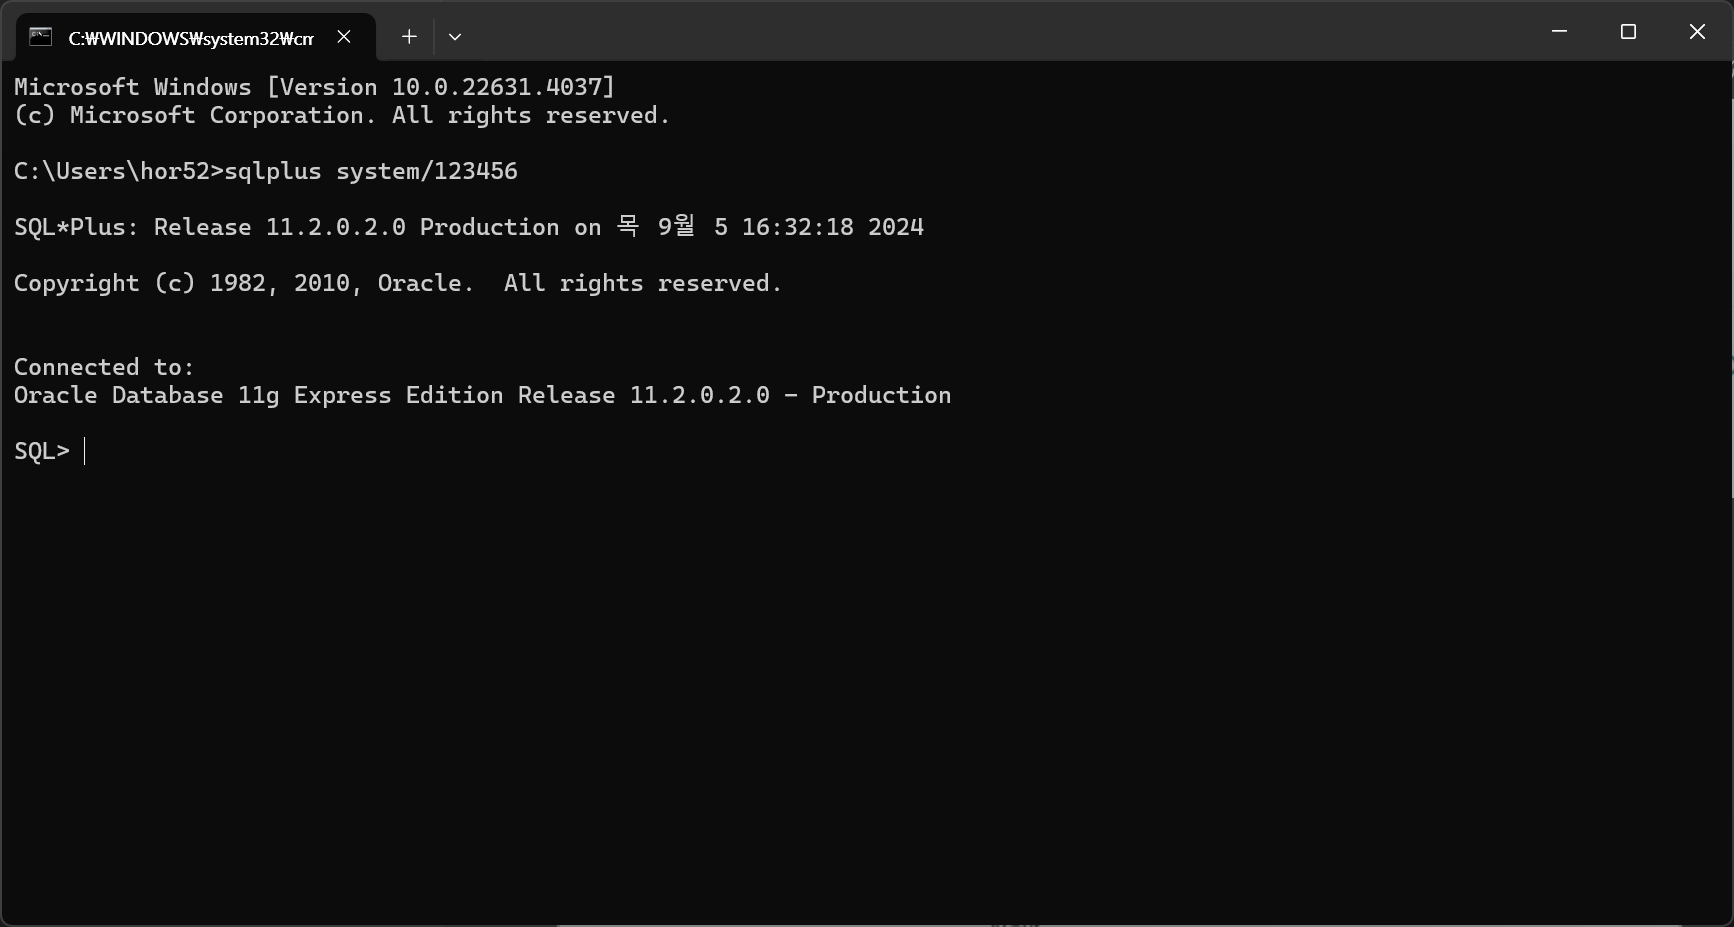 C:₩WINDOWS₩system32₩cm
Microsoft Windows [Version 10.0.22631.4037]
(c) Microsoft Corporation. All rights reserved.
C:\Users\hor52>sqlplus system/123456
SQL*Plus: Release 11.2.0.2.0 Production on 목 9월 5 16:32:18 2024
Copyright (c) 1982, 2010, Oracle.  All rights reserved.
Connected to:
Oracle Database 11g Express Edition Release 11.2.0.2.0 - Production
SQL>